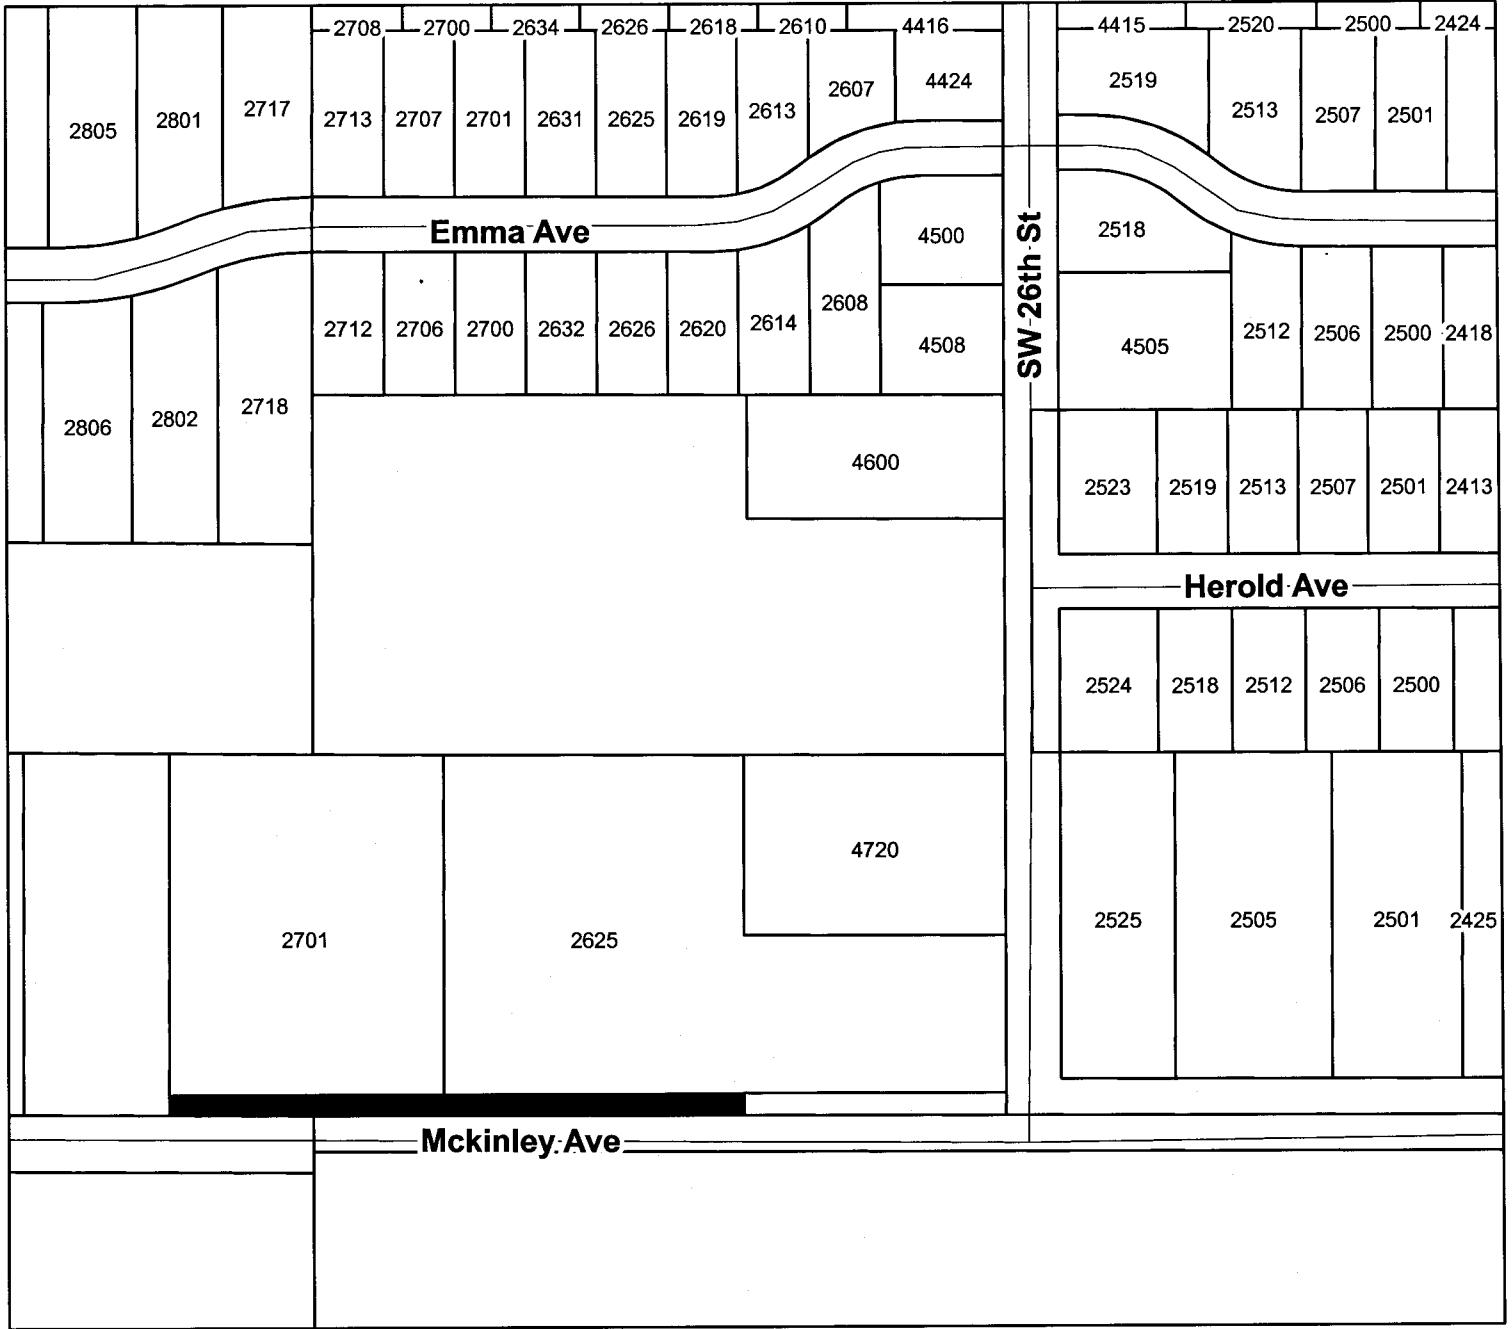 2708 2700 2634 2626 2618 2610 4416 4415 2520 2500 2424
2805 2801 2717 2713 2707 2701 2631 2625 2619 2613 2607 4424 2519 2513 2507 2501
Emma Ave
SW 26th St
4500 2518
2712 2706 2700 2632 2626 2620 2614 2608 4508 4505 2512 2506 2500 2418
2806 2802 2718
4600 2523 2519 2513 2507 2501 2413
Herold Ave
2524 2518 2512 2506 2500
4720
2701 2625 2525 2505 2501 2425
Mckinley Ave